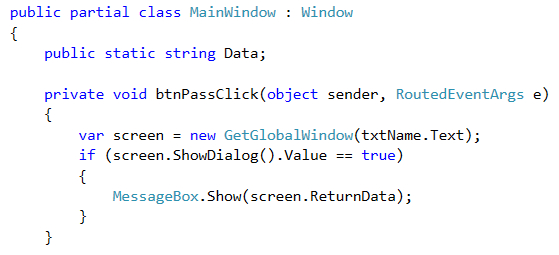 public partial class MainWindow : Window
{
    public static string Data;

    private void btnPassClick(object sender, RoutedEventArgs e)
    {
        var screen = new GetGlobalWindow(txtName.Text);
        if (screen.ShowDialog().Value == true)
        {
            MessageBox.Show(screen.ReturnData);
        }
    }